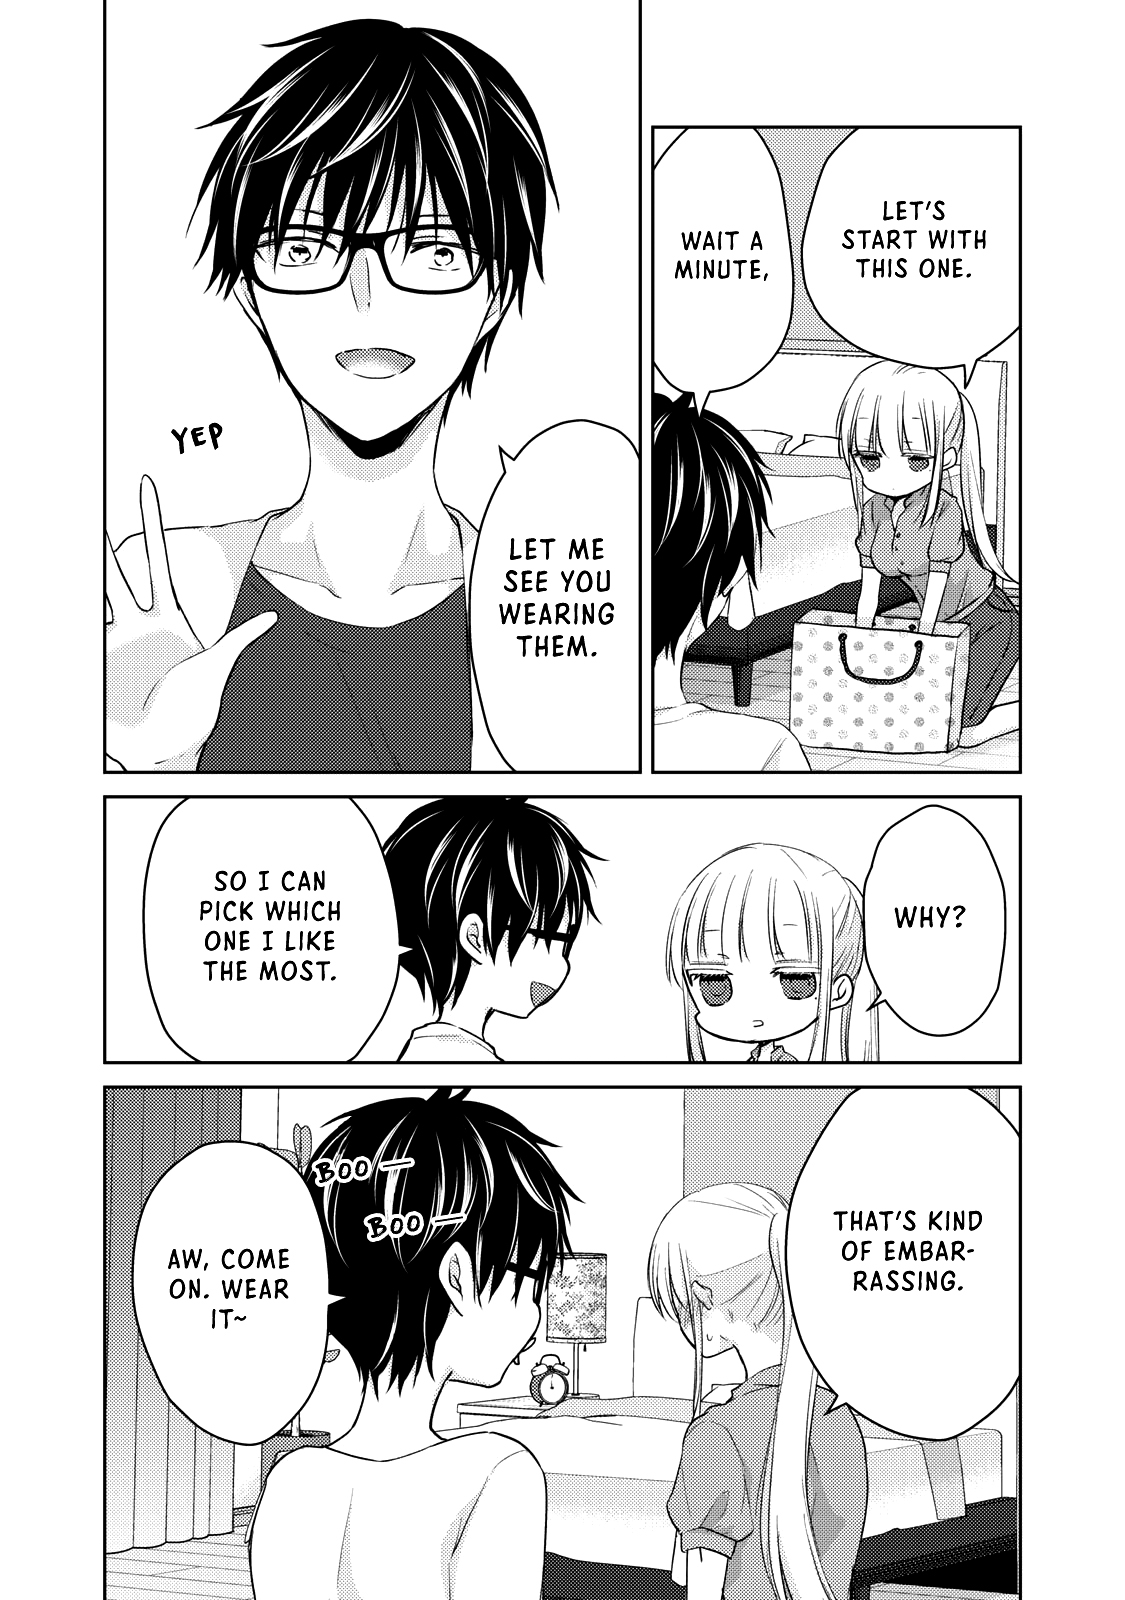 LET'S
START WITH
THIS ONE.
WAIT A
MINUTE,
YEP
LET ME
SEE YOU
WEARING
THEM.
WHY?
SO I CAN
PICK WHICH
ONE I LIKE
THE MOST.
THAT'S KIND
OF EMBAR-
RASSING.
BOO —
BOO —
AW, COME
ON. WEAR
IT~